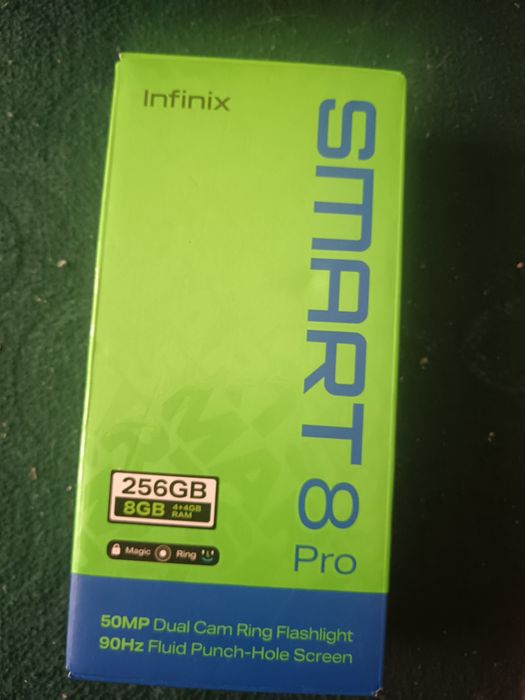 Infinix
SMART 8
Pro
256GB
8GB 4+4GB
RAM
Magic Ring
50MP Dual Cam Ring Flashlight
90Hz Fluid Punch-Hole Screen